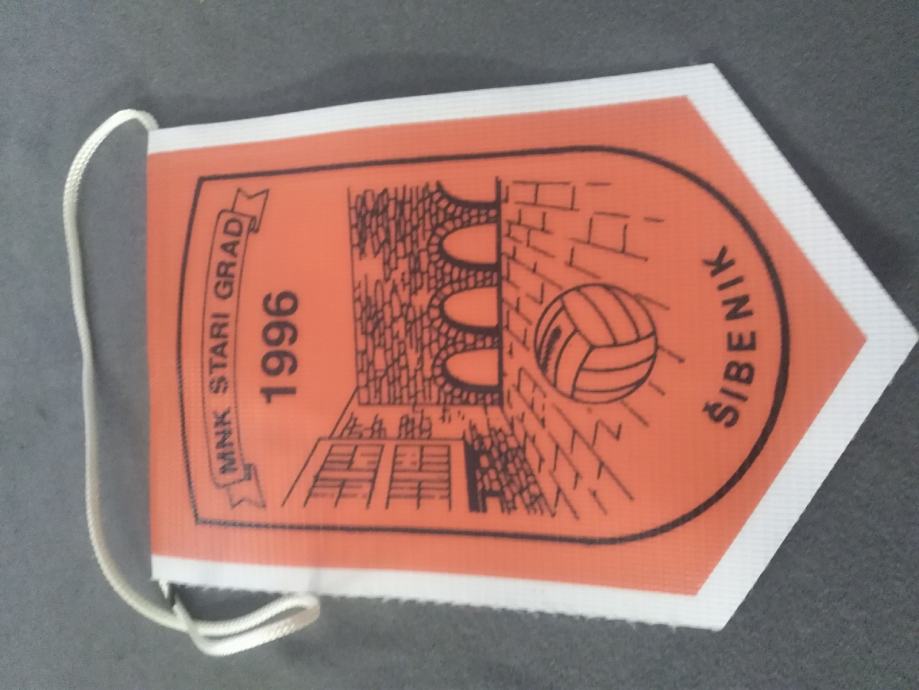 MNK STARI GRAD
1996
ŠIBENIK